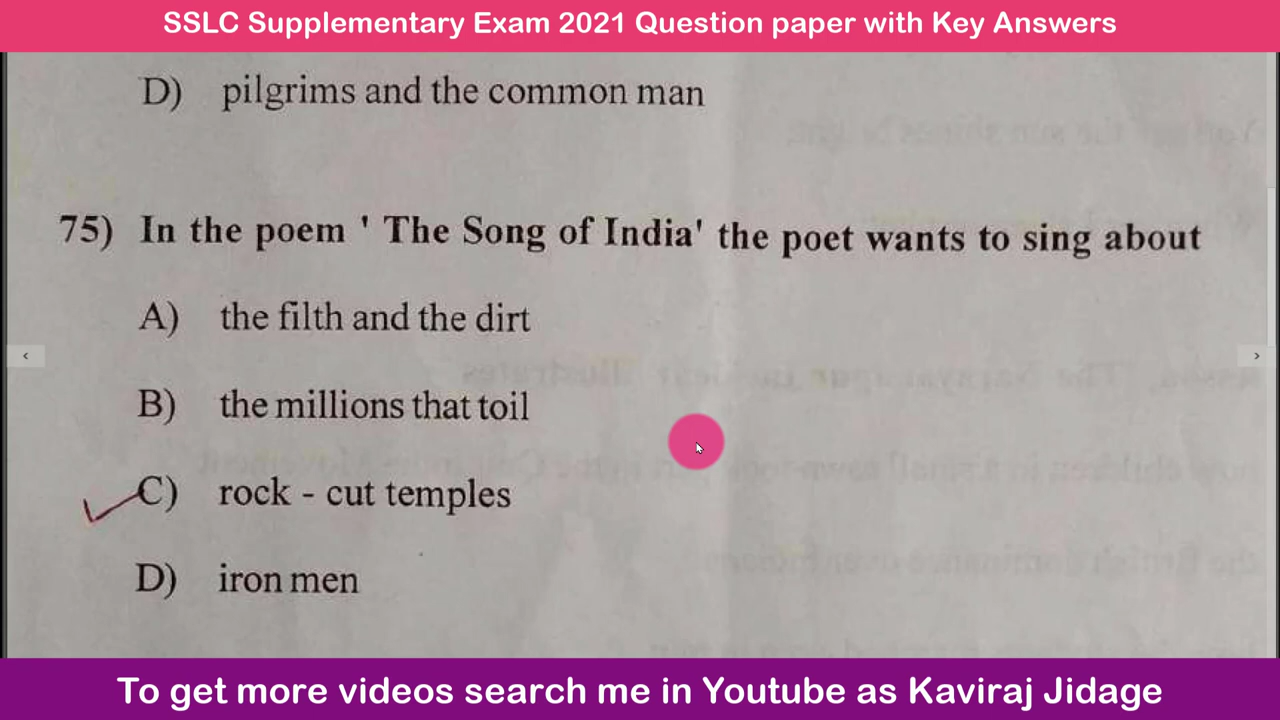 SSLC Supplementary Exam 2021 Question paper with Key Answers
D) pilgrims and the common man
75) In the poem ' The Song of India' the poet wants to sing about
A) the filth and the dirt
B) the millions that toil
C) rock - cut temples
D) iron men
To get more videos search me in Youtube as Kaviraj Jidage